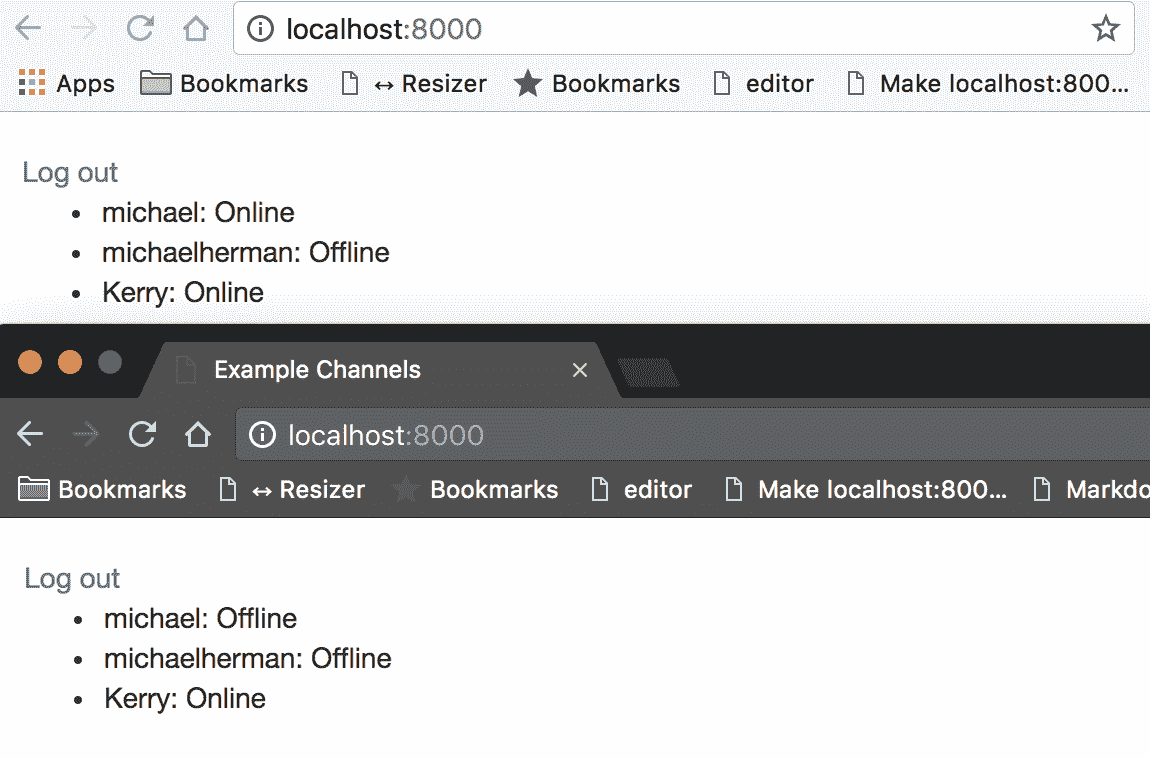 localhost:8000
Apps Bookmarks ↔ Resizer Bookmarks editor Make localhost:800...
Log out
• michael: Online
• michaelherman: Offline
• Kerry: Online
Example Channels
localhost:8000
Bookmarks ↔ Resizer Bookmarks editor Make localhost:800... Markdo
Log out
• michael: Offline
• michaelherman: Offline
• Kerry: Online